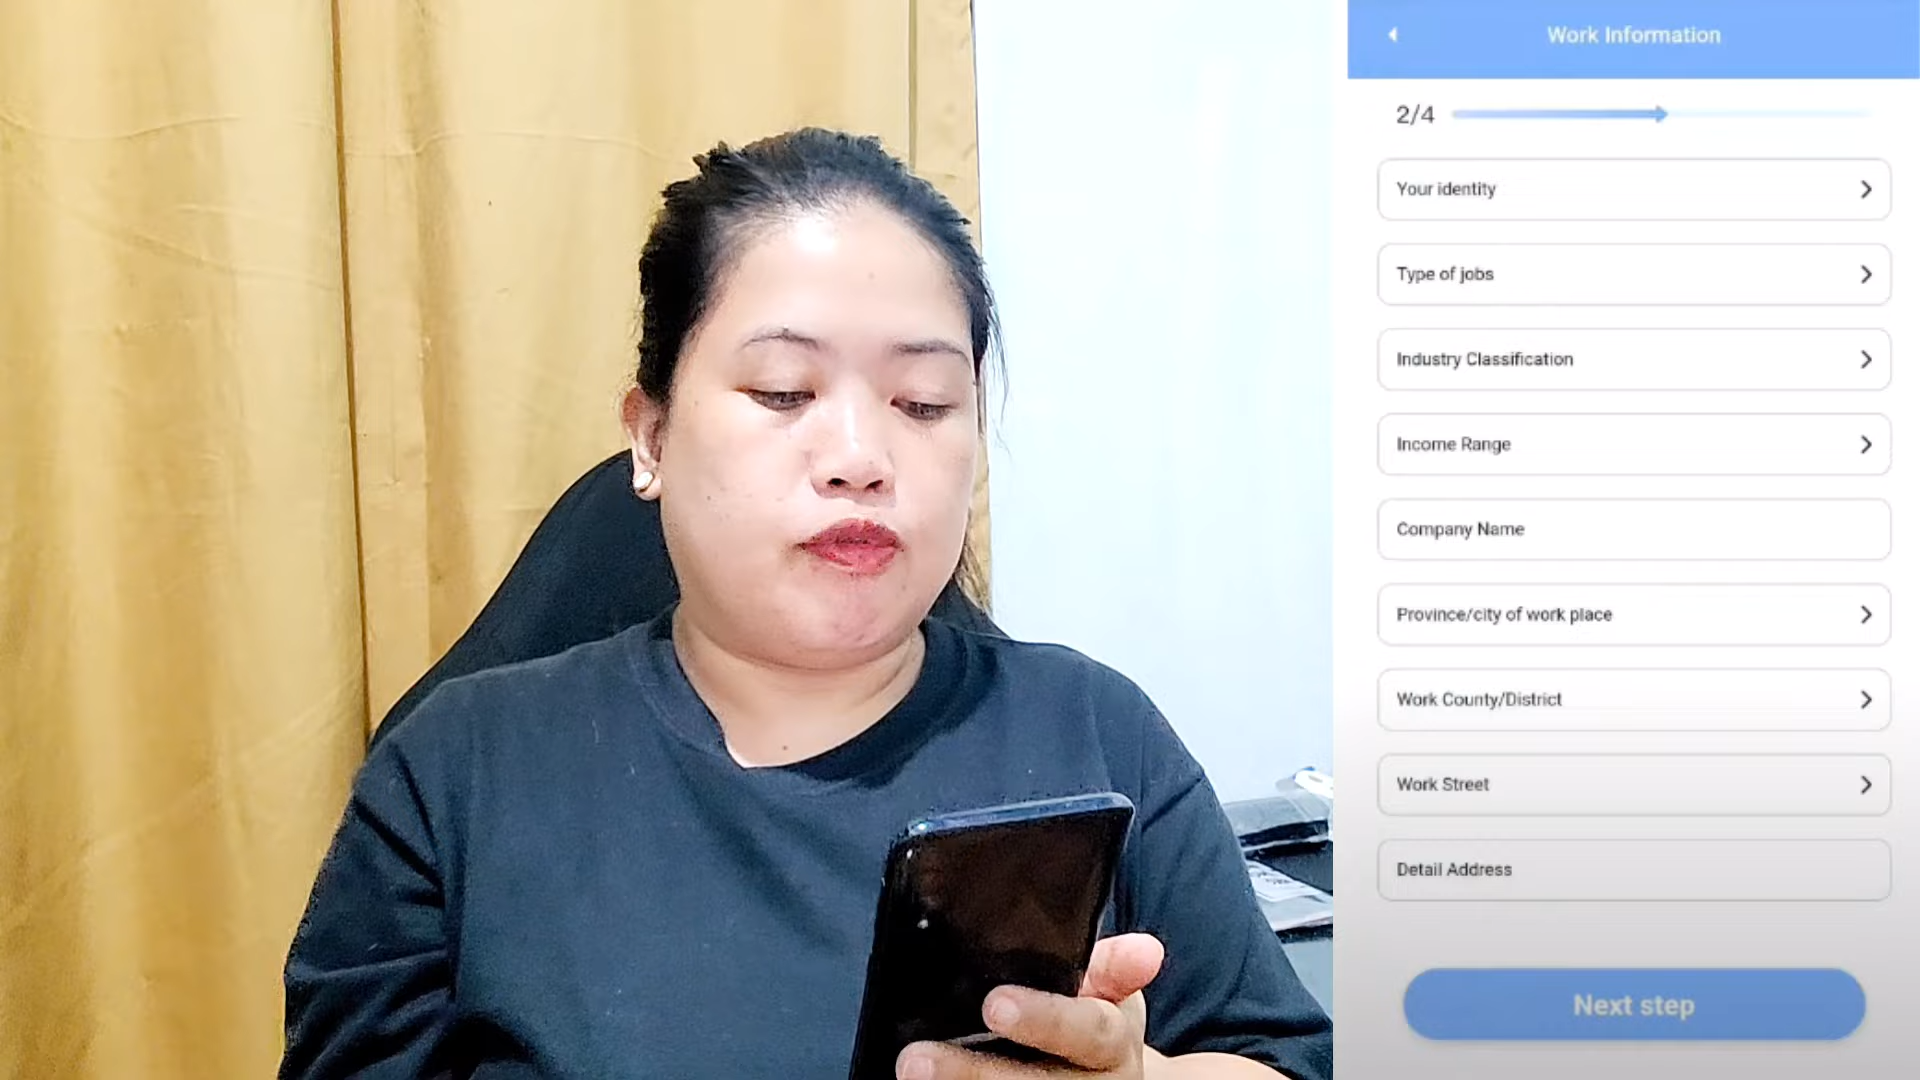 Work Information
2/4
Your identity
Type of jobs
Industry Classification
Income Range
Company Name
Province/city of work place
Work County/District
Work Street
Detail Address
Next step